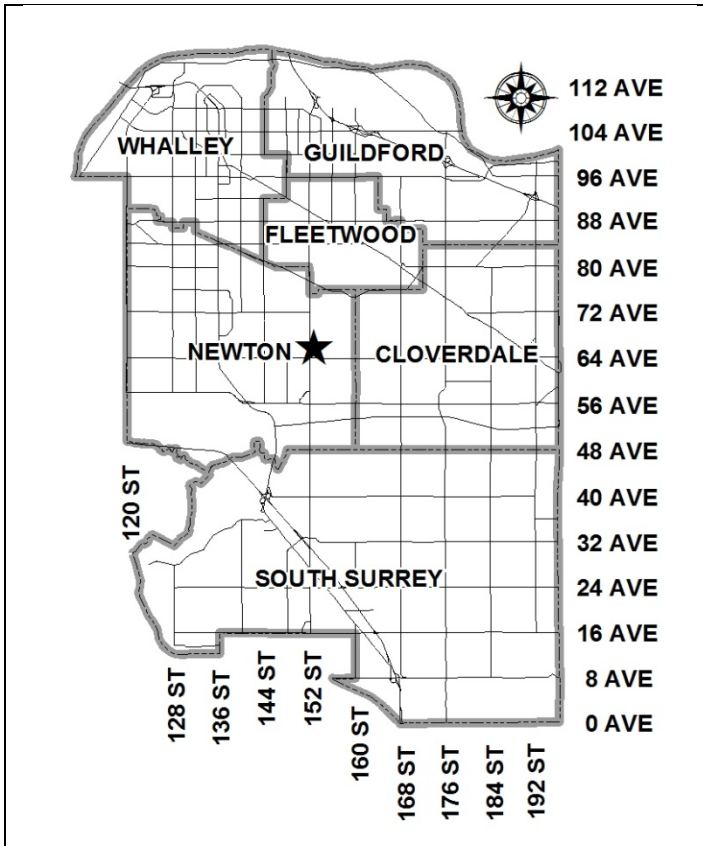 112 AVE
104 AVE
WHALLEY
GUILDFORD
96 AVE
88 AVE
FLEETWOOD
80 AVE
72 AVE
NEWTON
CLOVERDALE
64 AVE
56 AVE
48 AVE
120 ST
40 AVE
32 AVE
SOUTH SURREY
24 AVE
16 AVE
8 AVE
0 AVE
128 ST
136 ST
144 ST
152 ST
160 ST
168 ST
176 ST
184 ST
192 ST